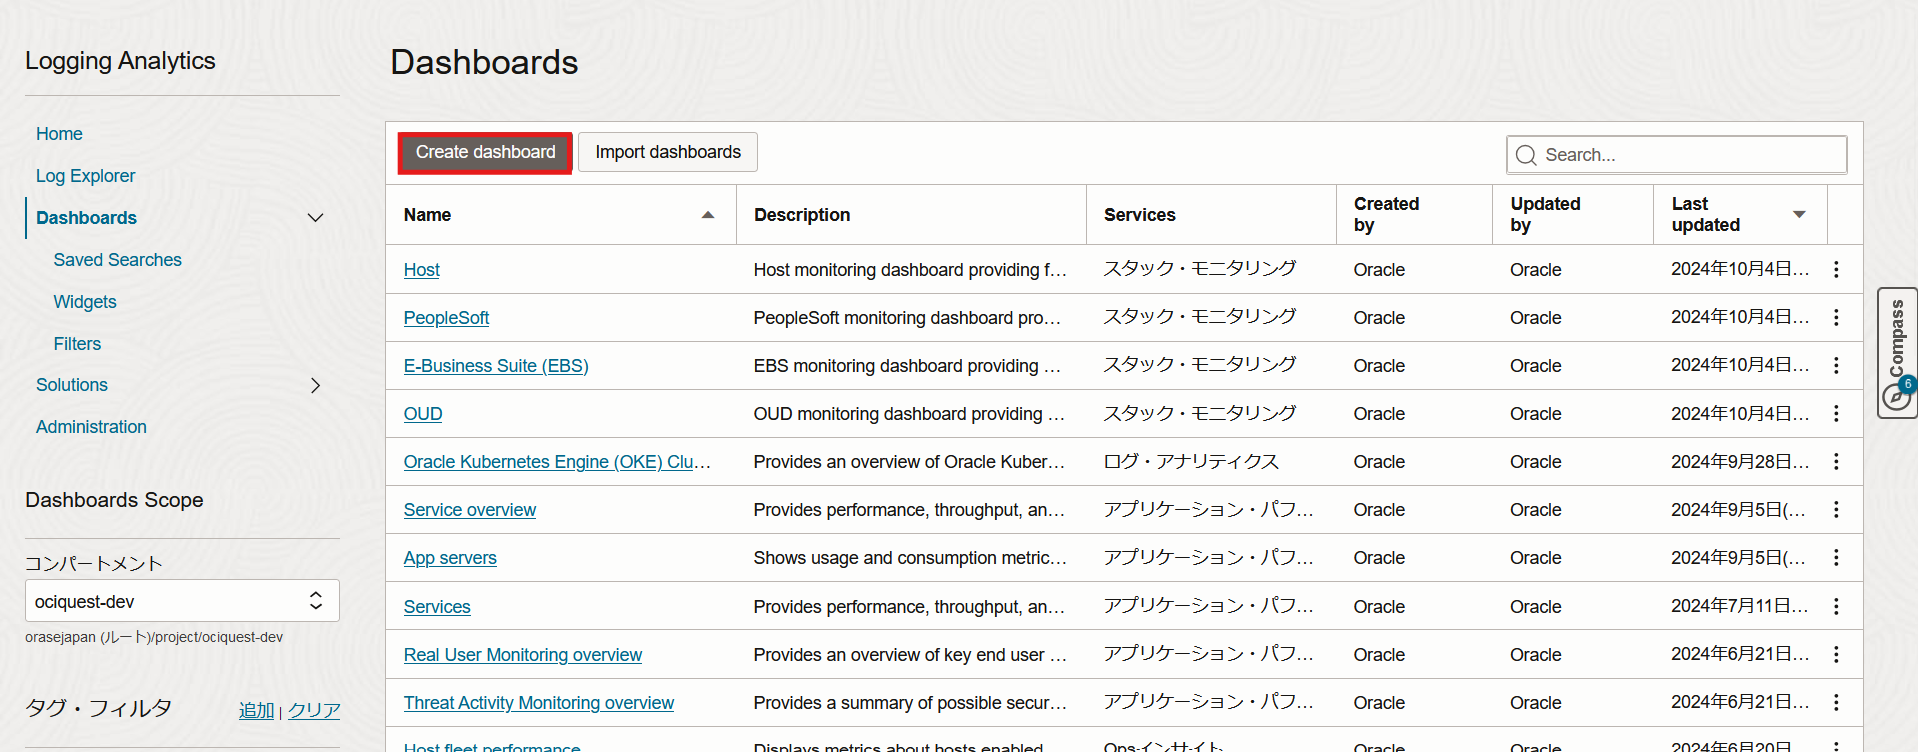 Logging Analytics
Home
Log Explorer
Dashboards
Saved Searches
Widgets
Filters
Solutions
Administration
Dashboards Scope
コンパートメント
ociquest-dev
orasejapan (ルート)/project/ociquest-dev
タグ・フィルタ 追加 | クリア
Dashboards
Create dashboard Import dashboards Search...
Name Description Services Created by Updated by Last updated
Host Host monitoring dashboard providing f... スタック・モニタリング Oracle Oracle 2024年10月4日...
PeopleSoft PeopleSoft monitoring dashboard pro... スタック・モニタリング Oracle Oracle 2024年10月4日...
E-Business Suite (EBS) EBS monitoring dashboard providing ... スタック・モニタリング Oracle Oracle 2024年10月4日...
OUD OUD monitoring dashboard providing ... スタック・モニタリング Oracle Oracle 2024年10月4日...
Oracle Kubernetes Engine (OKE) Clu... Provides an overview of Oracle Kuber... ログ・アナリティクス Oracle Oracle 2024年9月28日...
Service overview Provides performance, throughput, an... アプリケーション・パフ... Oracle Oracle 2024年9月5日(...
App servers Shows usage and consumption metric... アプリケーション・パフ... Oracle Oracle 2024年9月5日(...
Services Provides performance, throughput, an... アプリケーション・パフ... Oracle Oracle 2024年7月11日...
Real User Monitoring overview Provides an overview of key end user ... アプリケーション・パフ... Oracle Oracle 2024年6月21日...
Threat Activity Monitoring overview Provides a summary of possible secur... アプリケーション・パフ... Oracle Oracle 2024年6月21日...
Host fleet performance Displays metrics about hosts enabled... Ops-インサイト Oracle Oracle 2024年6月20日...
Compass
6